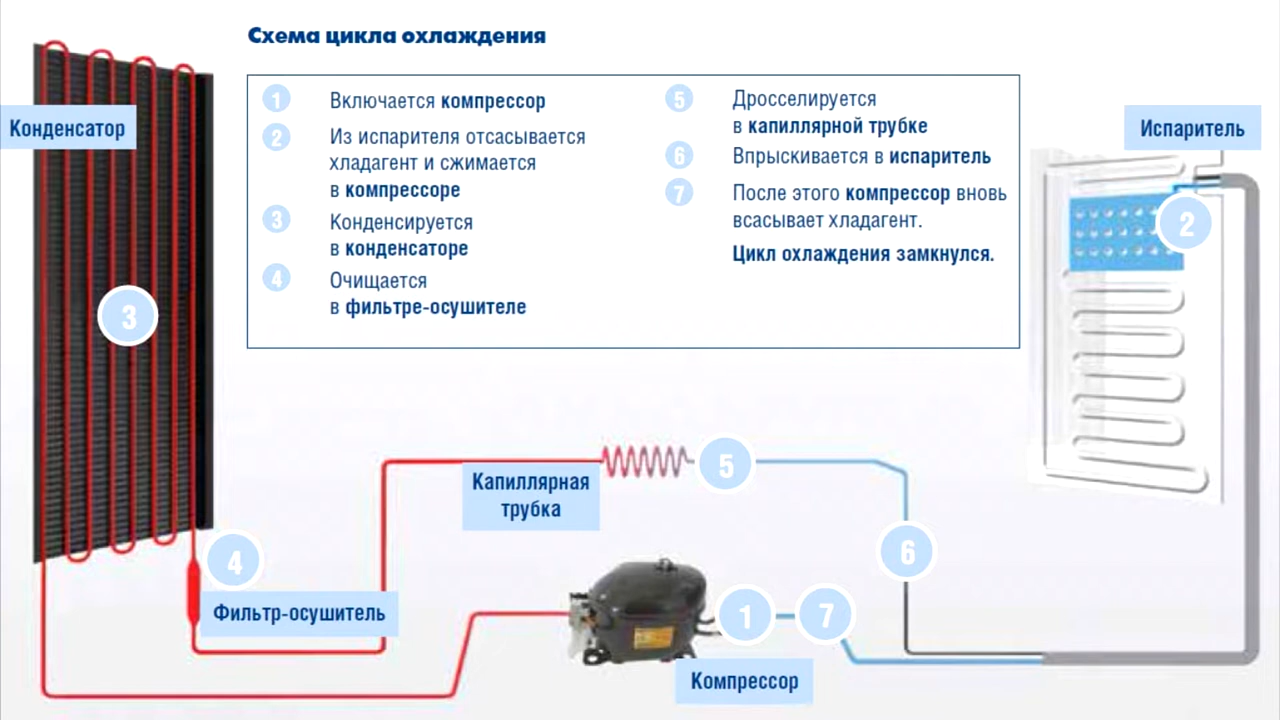 Схема цикла охлаждения
1 Включается компрессор
2 Из испарителя отсасывается
хладагент и сжимается
в компрессоре
3 Конденсируется
в конденсаторе
4 Очищается
в фильтре-осушителе
5 Дросселируется
в капиллярной трубке
6 Впрыскивается в испаритель
7 После этого компрессор вновь
всасывает хладагент.
Цикл охлаждения замкнулся.
Конденсатор
Испаритель
2
3
Капиллярная
трубка
5
6
4
Фильтр-осушитель
1
7
Компрессор